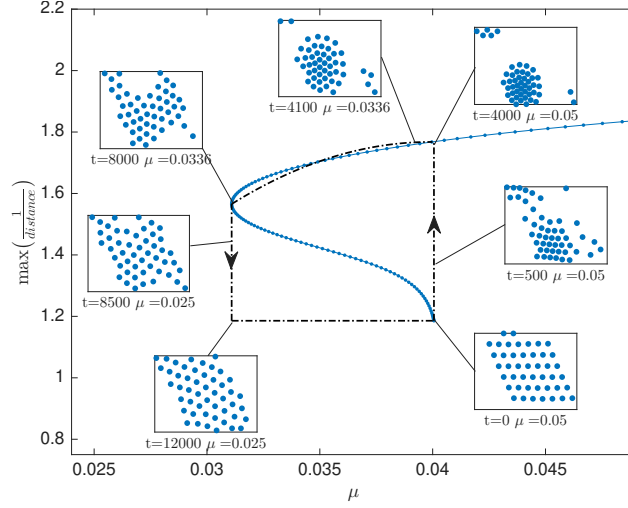 2.2
2
1.8
1.6
1.4
1.2
1
0.8
max(1/distance)
0.025
0.03
0.035
0.04
0.045
μ
t=4100 μ =0.0336
t=4000 μ =0.05
t=8000 μ =0.0336
t=500 μ =0.05
t=8500 μ =0.025
t=0 μ =0.05
t=12000 μ =0.025